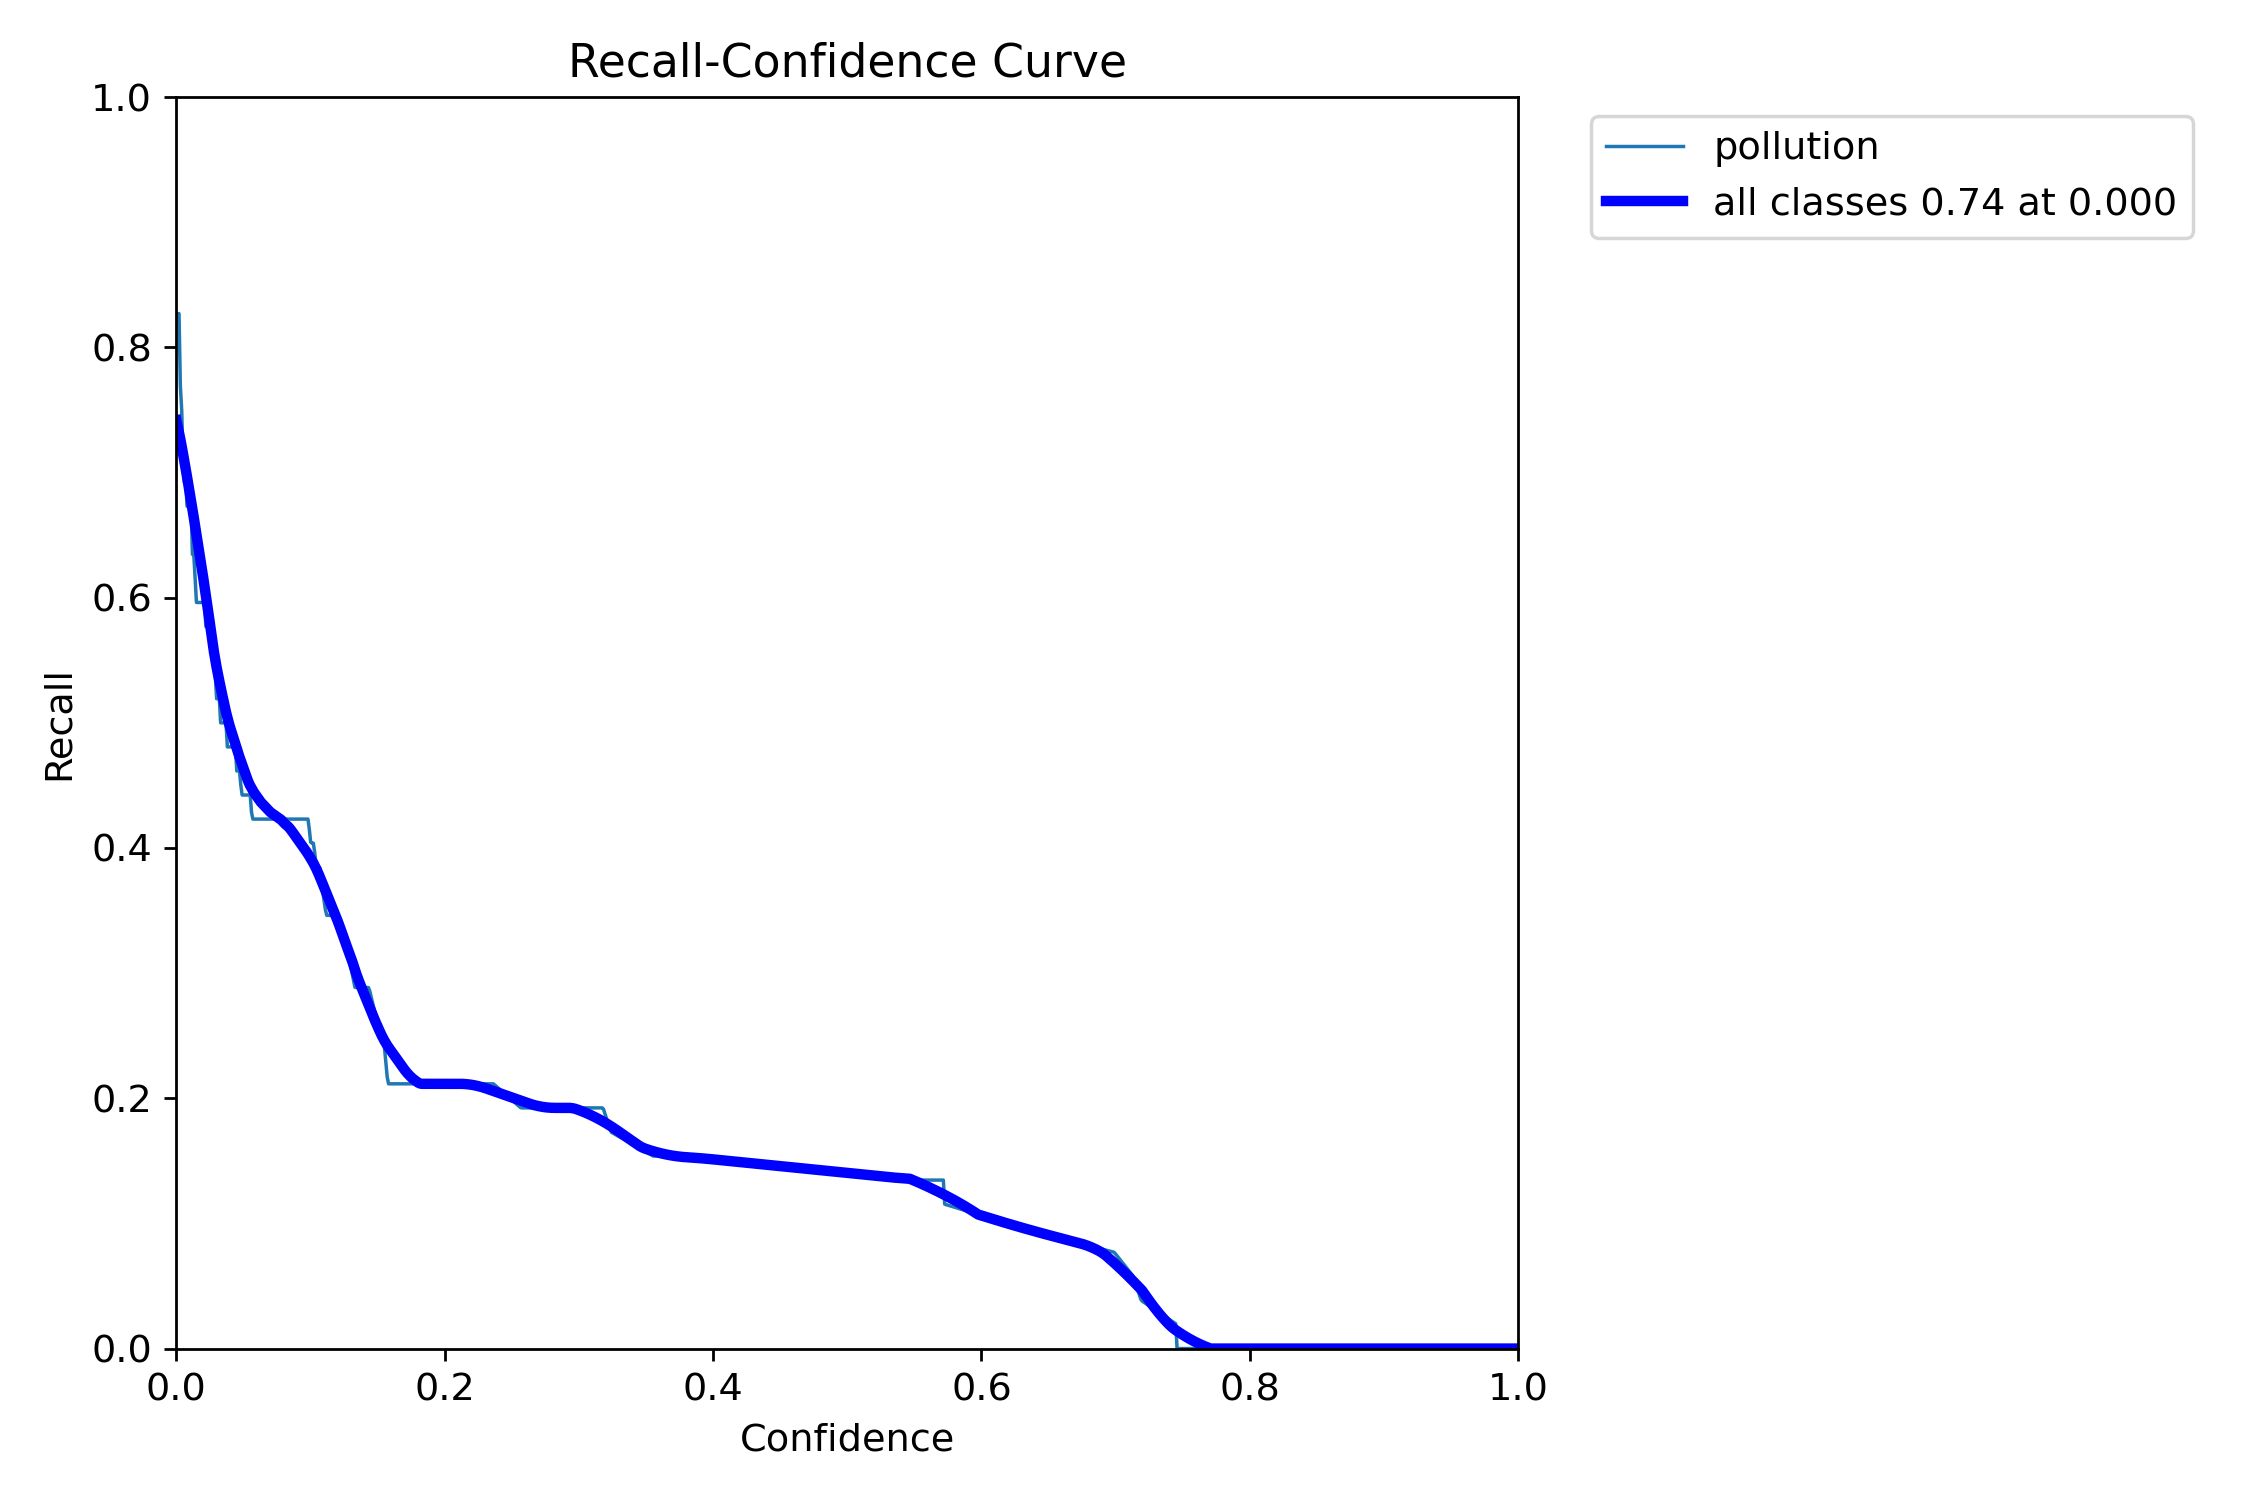 Recall-Confidence Curve
1.0
0.8
0.6
0.4
0.2
0.0
Recall
0.0 0.2 0.4 0.6 0.8 1.0
Confidence
pollution
all classes 0.74 at 0.000